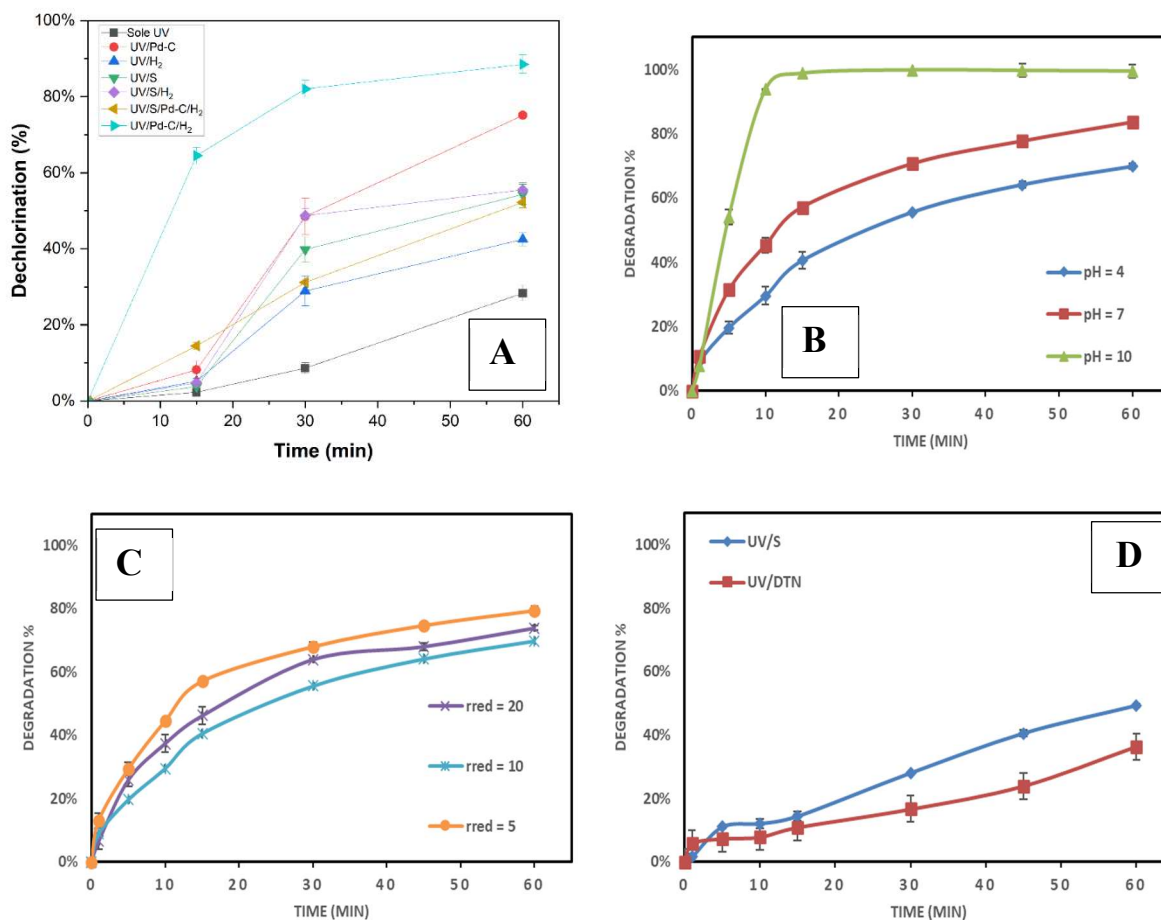 100%
80%
60%
40%
20%
0%
Dechlorination (%)
Sole UV
UV/Pd-C
UV/H₂
UV/S
UV/S/H₂
UV/S/Pd-C/H₂
UV/Pd-C/H₂
A
0 10 20 30 40 50 60
Time (min)
100%
80%
60%
40%
20%
0%
DEGRADATION %
B
pH = 4
pH = 7
pH = 10
0 10 20 30 40 50 60
TIME (MIN)
C
100%
80%
60%
40%
20%
0%
DEGRADATION %
rred = 20
rred = 10
rred = 5
0 10 20 30 40 50 60
TIME (MIN)
100%
80%
60%
40%
20%
0%
DEGRADATION %
UV/S
UV/DTN
D
0 10 20 30 40 50 60
TIME (MIN)